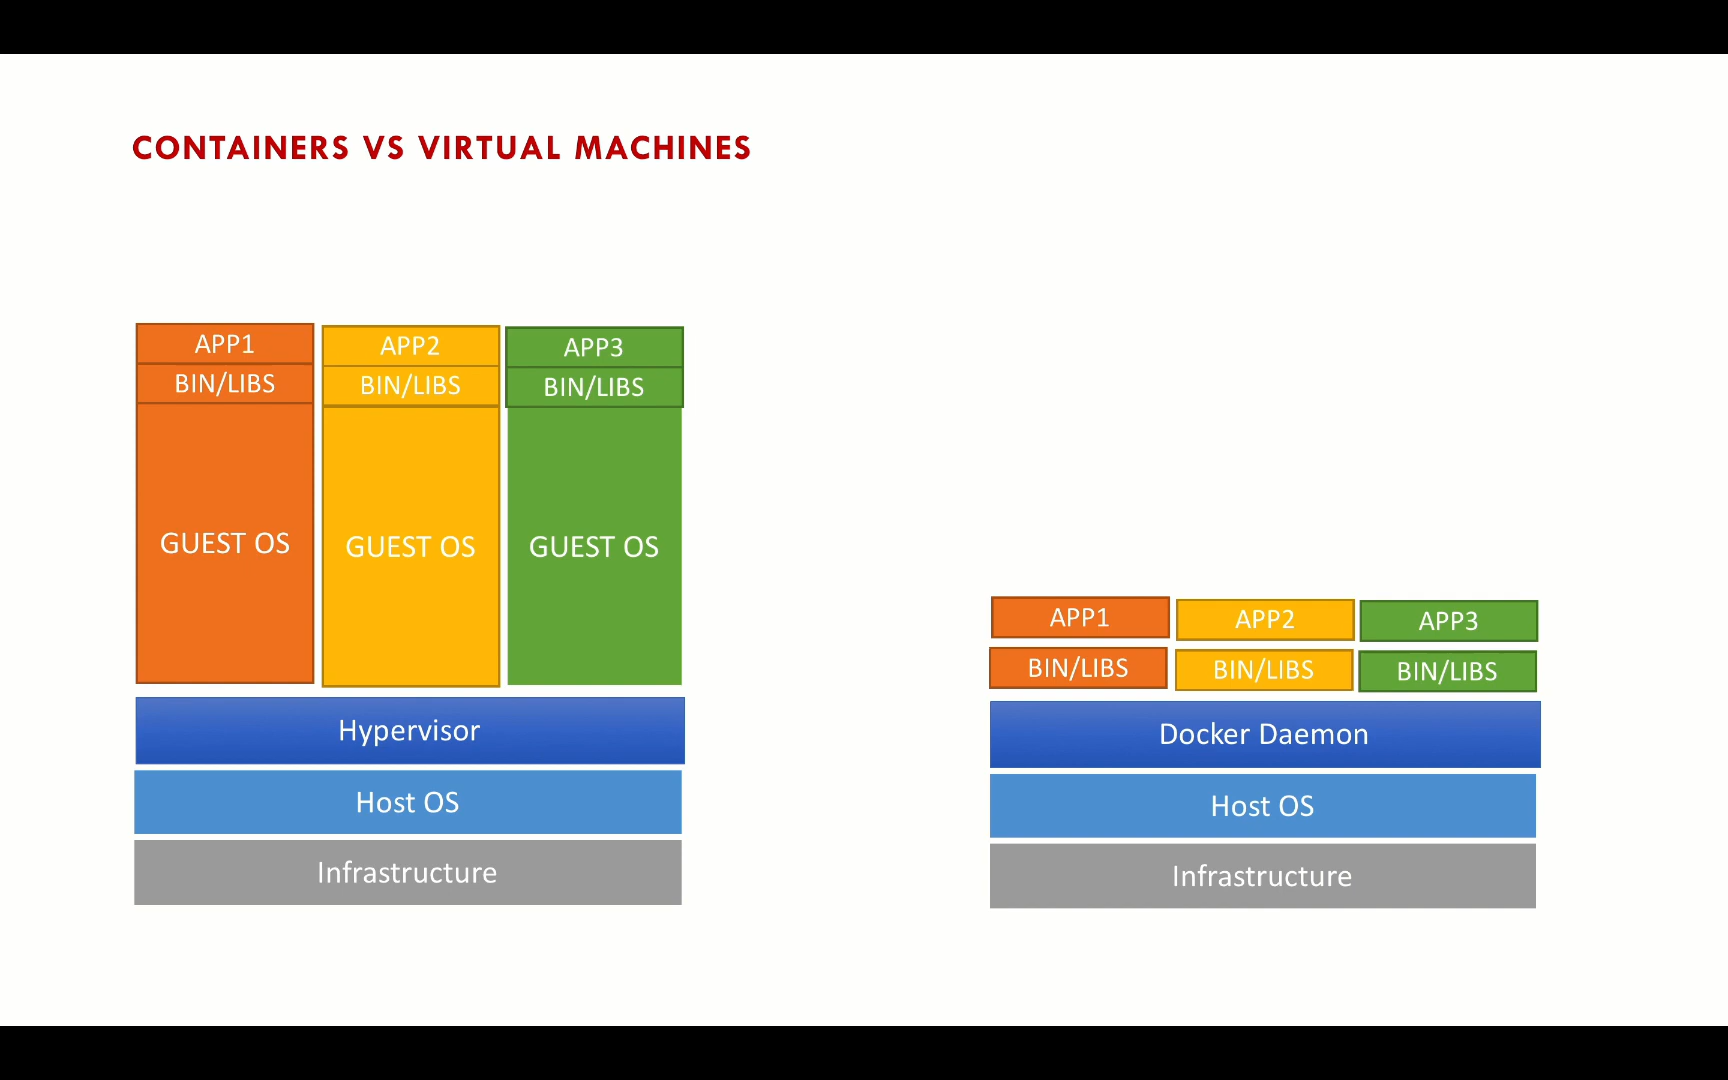 CONTAINERS VS VIRTUAL MACHINES
APP1 APP2 APP3
BIN/LIBS BIN/LIBS BIN/LIBS
GUEST OS GUEST OS GUEST OS
Hypervisor
Host OS
Infrastructure
APP1 APP2 APP3
BIN/LIBS BIN/LIBS BIN/LIBS
Docker Daemon
Host OS
Infrastructure